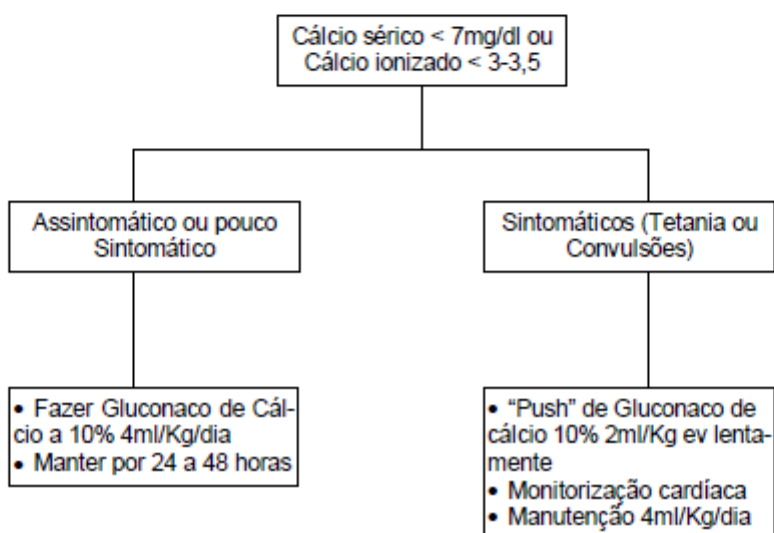 Cálcio sérico < 7mg/dl ou
Cálcio ionizado < 3-3,5
Assintomático ou pouco
Sintomático
Sintomáticos (Tetania ou
Convulsões)
• Fazer Gluconaco de Cál-
cio a 10% 4ml/Kg/dia
• Manter por 24 a 48 horas
• “Push” de Gluconaco de
cálcio 10% 2ml/Kg ev lenta-
mente
• Monitorização cardíaca
• Manutenção 4ml/Kg/dia